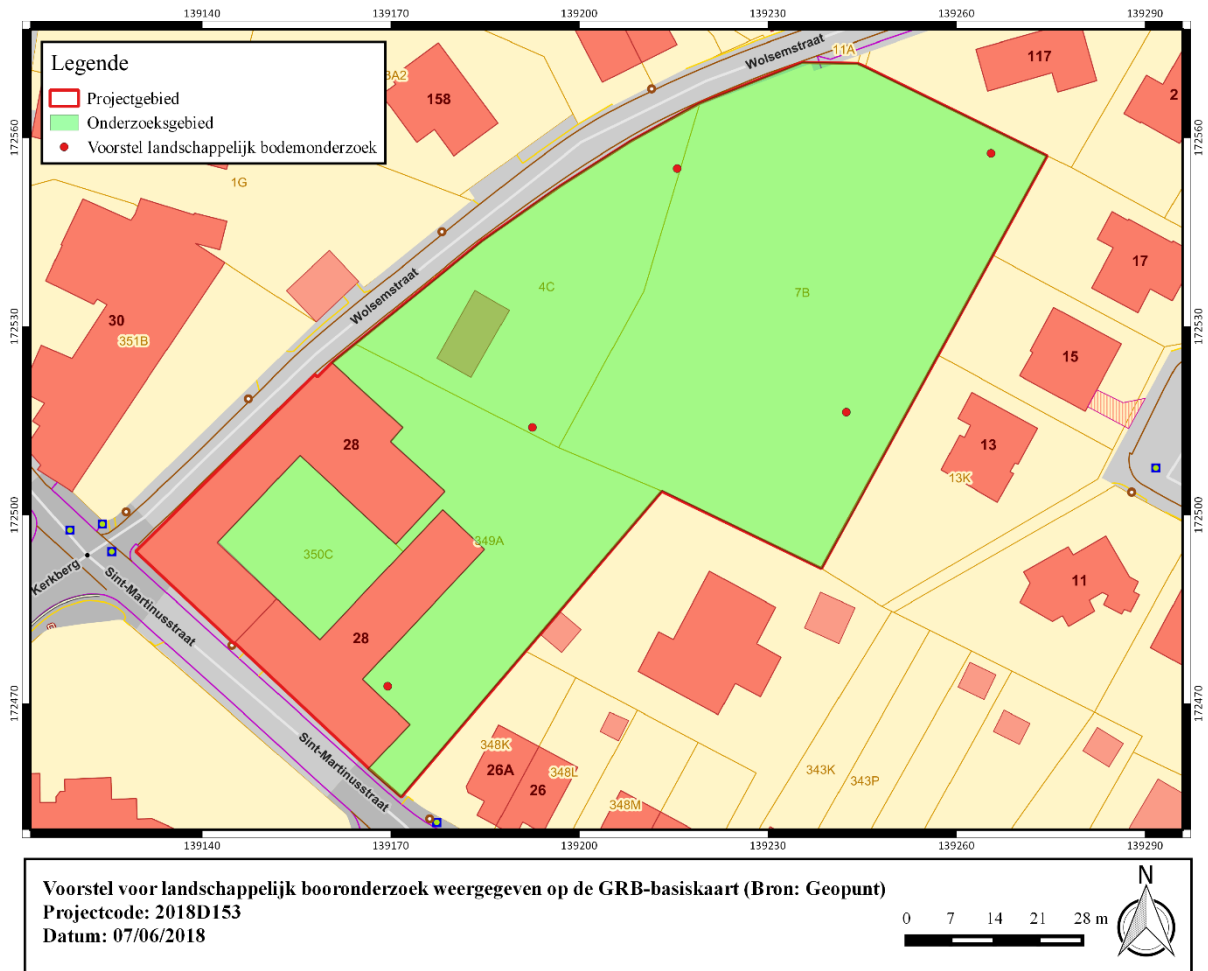 139140 139170 139200 139230 139260 139290
Legende
Projectgebied
Onderzoeksgebied
Voorstel landschappelijk bodemonderzoek
Wolsemstraat
11A
117
2
158
172560
172560
1G
17
4C
7B
Wolsemstraat
30
351B
172530
172530
15
28
13
13K
172500
172500
350C
349A
Kerkberg
Sint-Martinusstraat
11
28
172470
172470
Sint-Martinusstraat
348K
26A
348L
26
343K
343P
348M
139140 139170 139200 139230 139260 139290
Voorstel voor landschappelijk booronderzoek weergegeven op de GRB-basiskaart (Bron: Geopunt)
Projectcode: 2018D153
Datum: 07/06/2018
0 7 14 21 28 m
N